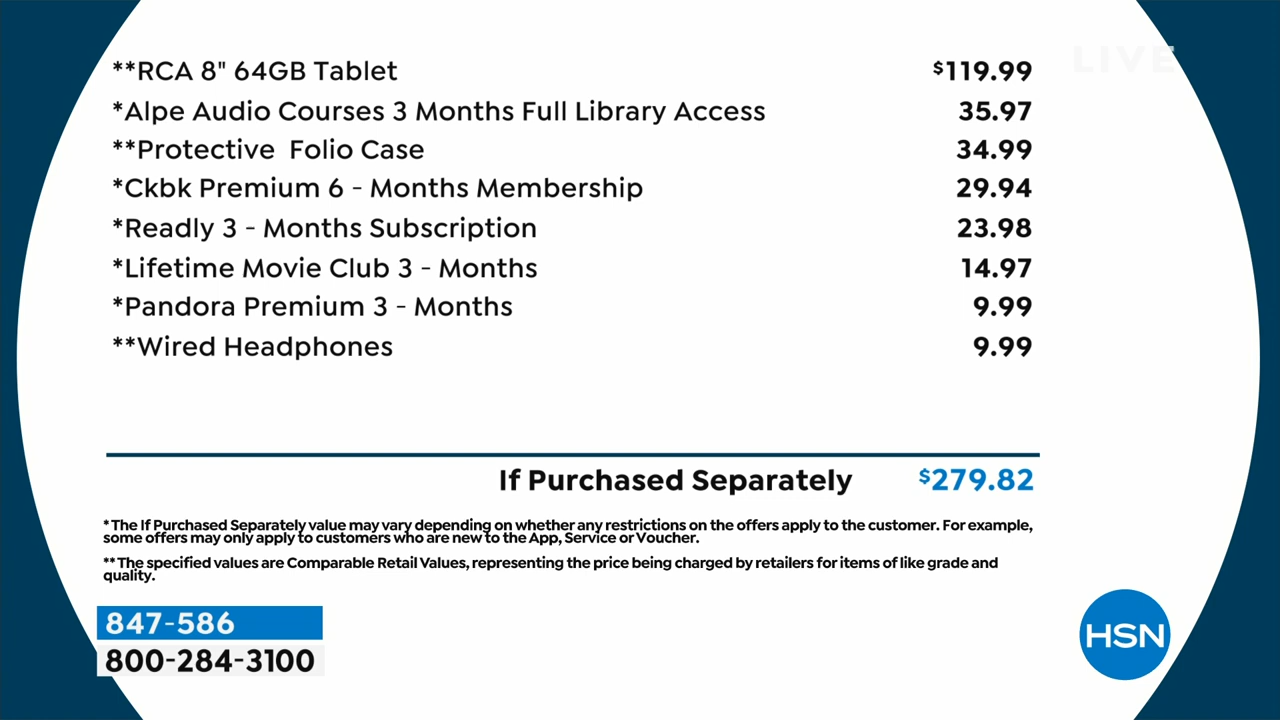 LIVE
**RCA 8" 64GB Tablet $119.99
*Alpe Audio Courses 3 Months Full Library Access 35.97
**Protective Folio Case 34.99
*Ckbk Premium 6 - Months Membership 29.94
*Readly 3 - Months Subscription 23.98
*Lifetime Movie Club 3 - Months 14.97
*Pandora Premium 3 - Months 9.99
**Wired Headphones 9.99
If Purchased Separately $279.82
* The If Purchased Separately value may vary depending on whether any restrictions on the offers apply to the customer. For example,
some offers may only apply to customers who are new to the App, Service or Voucher.
** The specified values are Comparable Retail Values, representing the price being charged by retailers for items of like grade and
quality.
847-586
800-284-3100
HSN